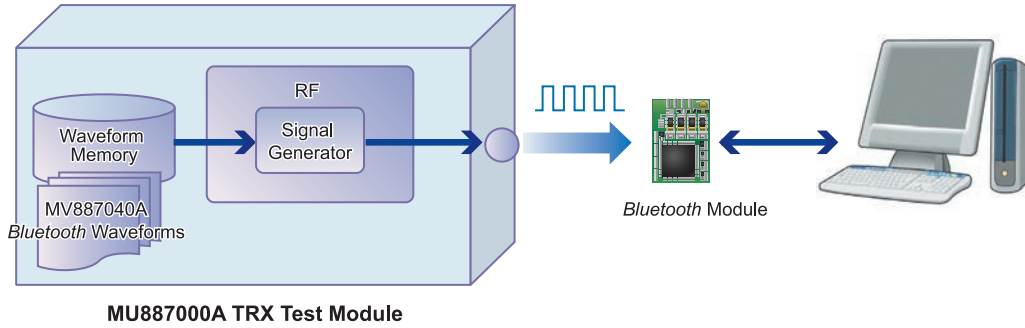 RF
Waveform
Memory
Signal
Generator
MV887040A
Bluetooth Waveforms
Bluetooth Module
MU887000A TRX Test Module